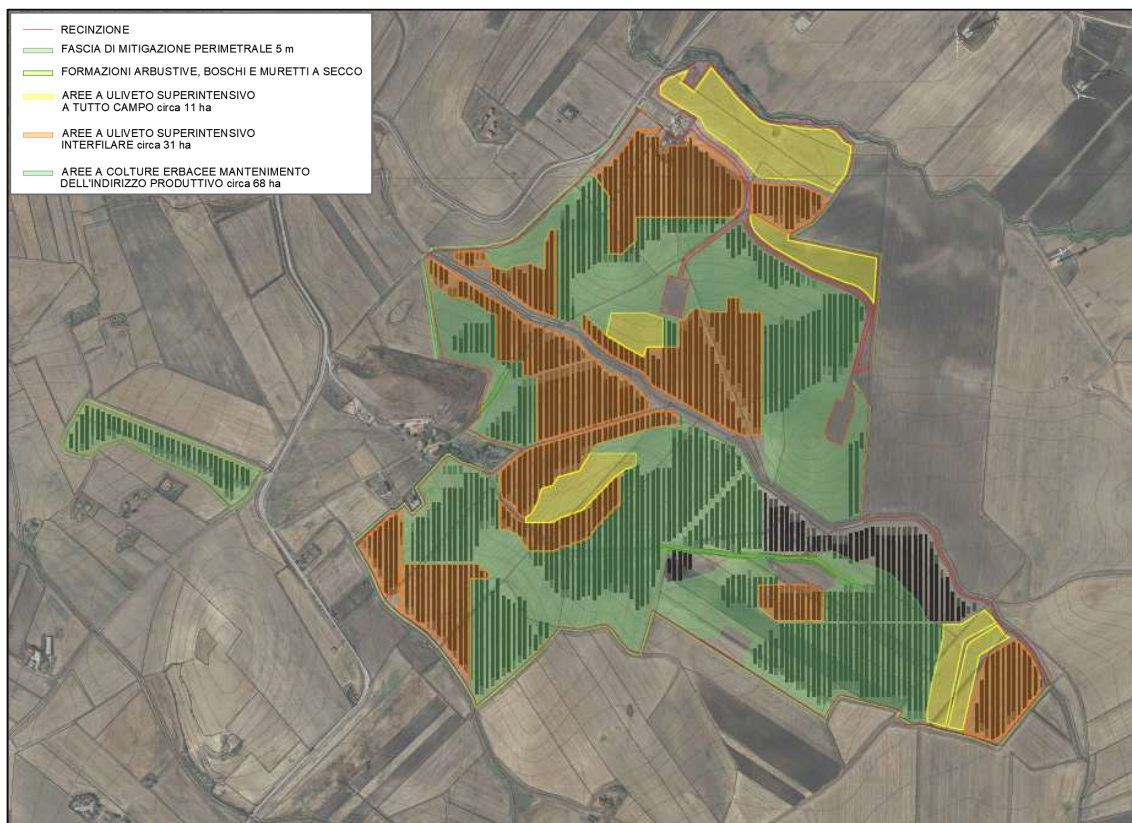 RECINZIONE
FASCIA DI MITIGAZIONE PERIMETRALE 5 m
FORMAZIONI ARBUSTIVE, BOSCHI E MURETTI A SECCO
AREE A ULIVETO SUPERINTENSIVO
A TUTTO CAMPO circa 11 ha
AREE A ULIVETO SUPERINTENSIVO
INTERFILARE circa 31 ha
AREE A COLTURE ERBACEE MANTENIMENTO
DELL'INDIRIZZO PRODUTTIVO circa 68 ha